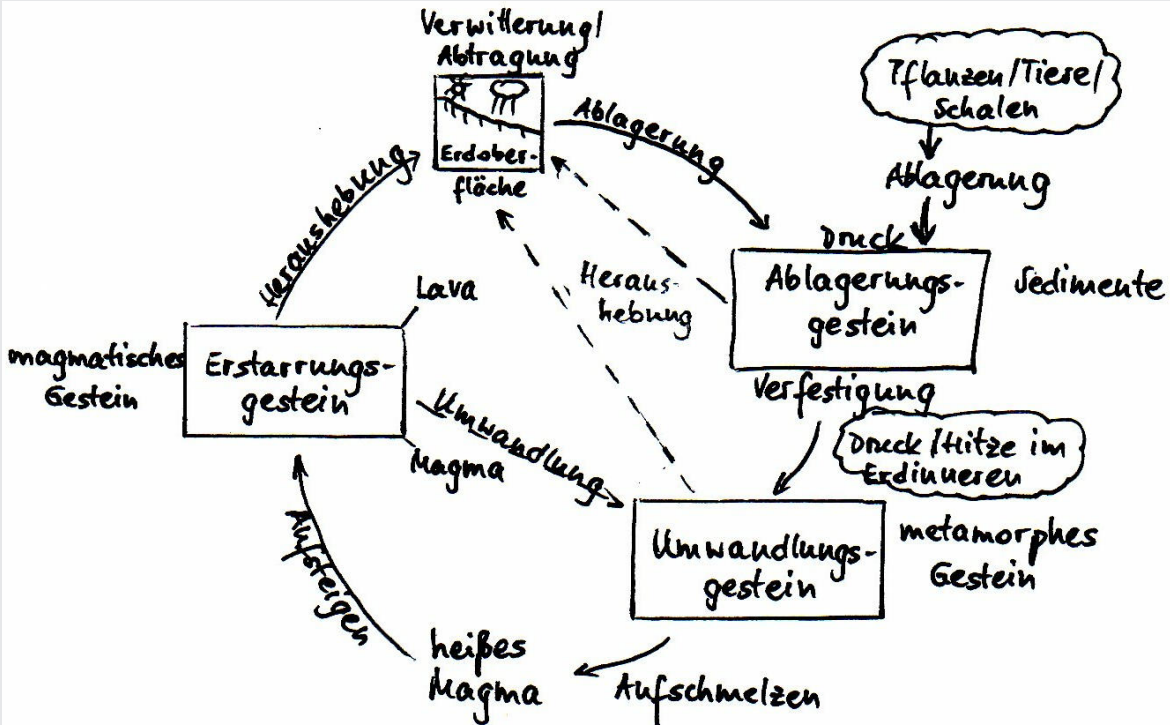 Verwitterung/
Abtragung
Erdober-
fläche
Ablagerung
Pflanzen/Tiere/
Schalen
Ablagerung
Druck
Ablagerungs-
gestein
Sedimente
Verfestigung
Druck/Hitze im
Erdinneren
Heraushebung
Heraus-
hebung
Lava
magmatisches
Gestein
Erstarrungs-
gestein
Magma
Umwandlung
Umwandlungs-
gestein
metamorphes
Gestein
Aufschmelzen
heißes
Magma
Aufsteigen